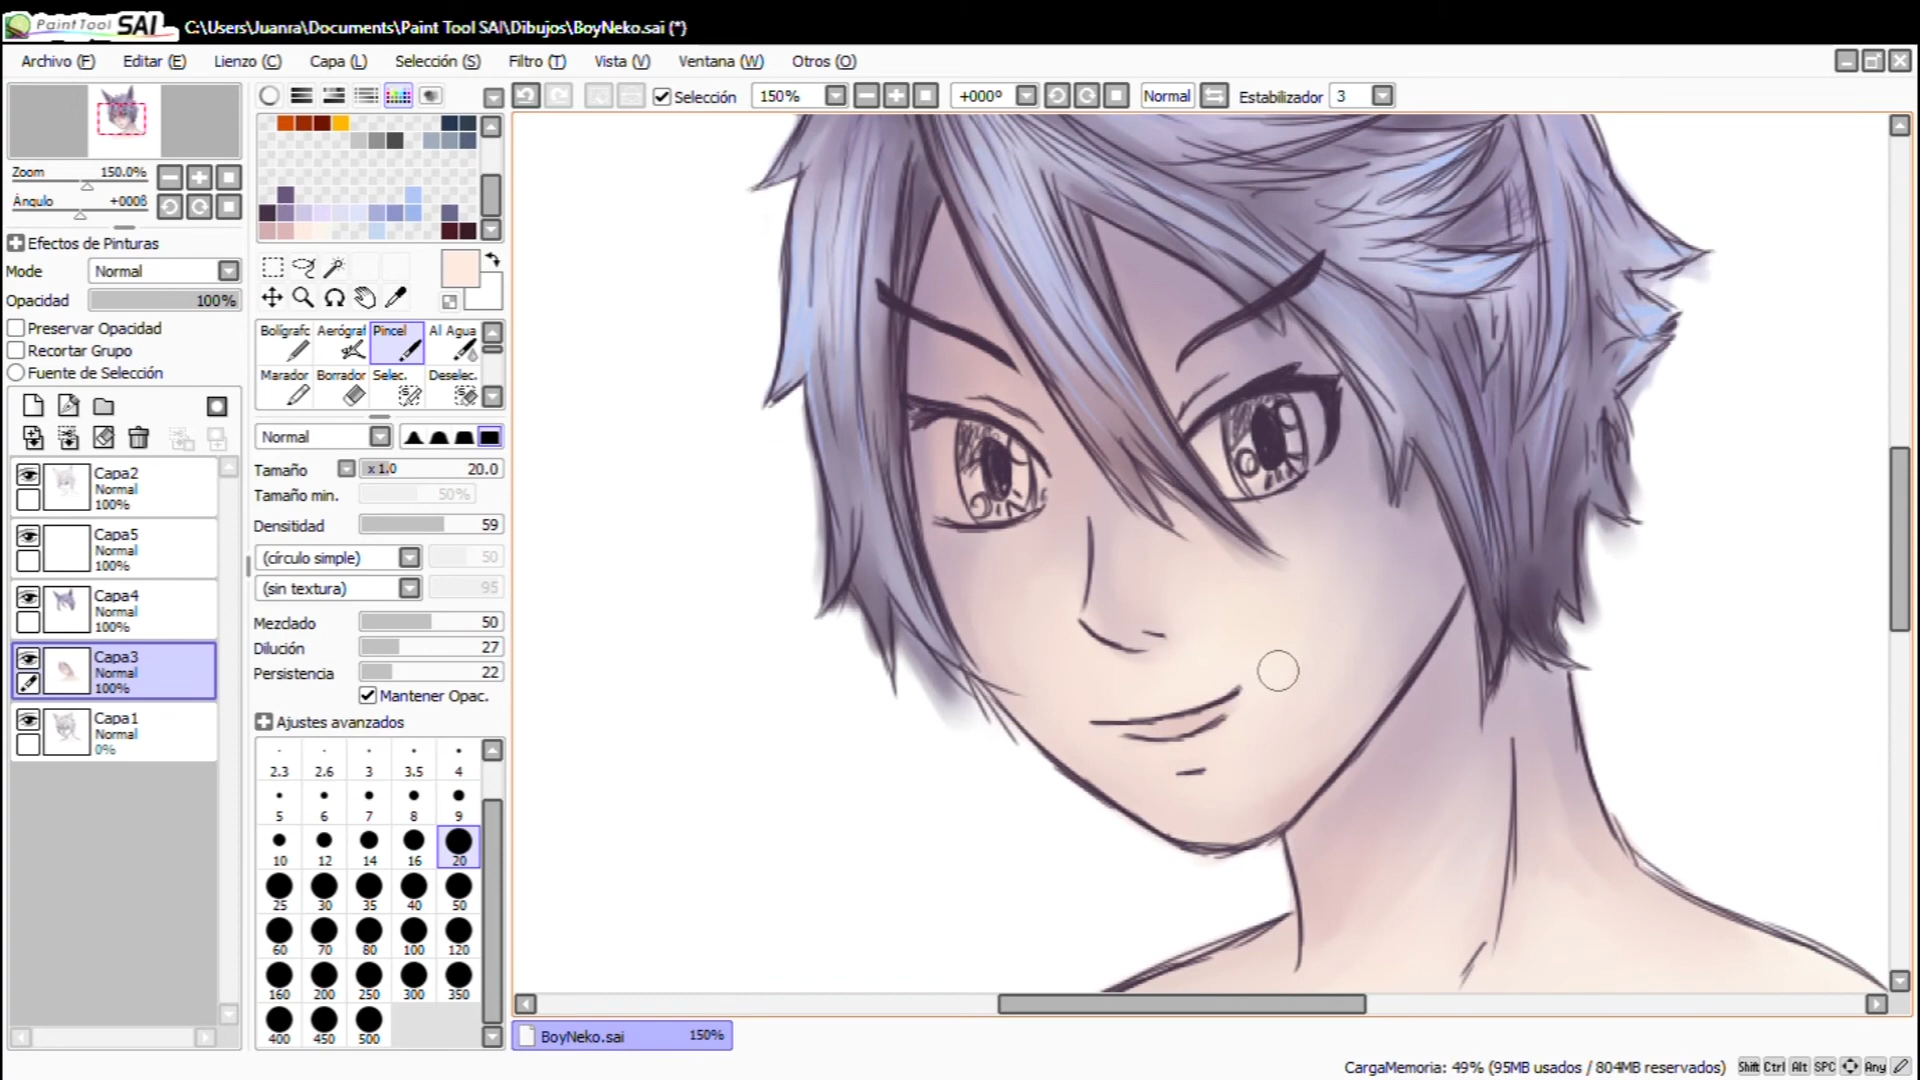 PaintTool SAI C:\Users\Juanra\Documents\Paint Tool SAI\Dibujos\BoyNeko.sai (*)
Archivo (F) Editar (E) Lienzo (C) Capa (L) Selección (S) Filtro (T) Vista (V) Ventana (W) Otros (O)
Selección 150% +000º Normal Estabilizador 3
Zoom 150.0%
Ángulo +000ß
Efectos de Pinturas
Mode Normal
Opacidad 100%
Preservar Opacidad
Recortar Grupo
Fuente de Selección
Capa2
Normal
100%
Capa5
Normal
100%
Capa4
Normal
100%
Capa3
Normal
100%
Capa1
Normal
0%
Bolígrafc Aerógraf Pincel Al Agua
Marador Borrador Selec. Deselec.
Normal
Tamaño x 1.0 20.0
Tamaño min. 50%
Densitidad 59
(círculo simple) 50
(sin textura) 95
Mezclado 50
Dilución 27
Persistencia 22
Mantener Opac.
Ajustes avanzados
2.3 2.6 3 3.5 4
5 6 7 8 9
10 12 14 16 20
25 30 35 40 50
60 70 80 100 120
160 200 250 300 350
400 450 500
BoyNeko.sai 150%
CargaMemoria: 49% (95MB usados / 804MB reservados) Shift Ctrl Alt SPC Any